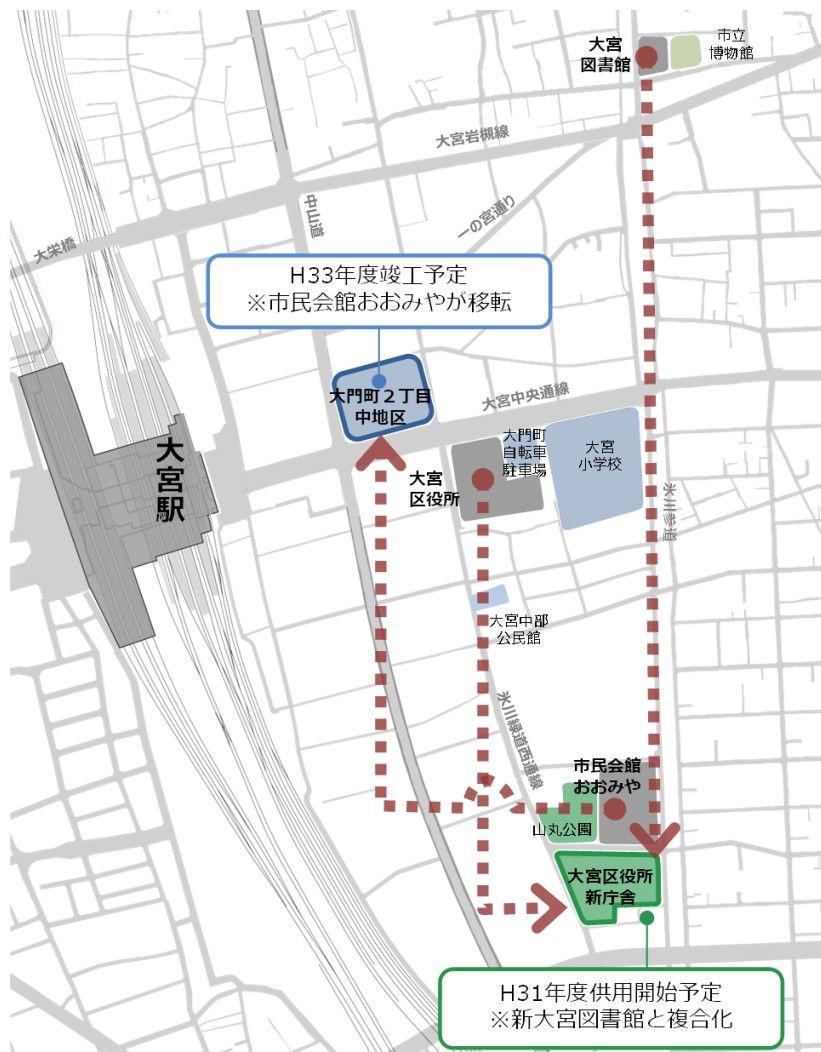 大宮
図書館
市立
博物館
大宮岩槻線
中山道
一の宮通り
大栄橋
H33年度竣工予定
※市民会館おおみやが移転
大門町２丁目
中地区
大宮中央通線
大門町
自転車
駐車場
大宮
小学校
大宮駅
大宮
区役所
氷川参道
大宮中部
公民館
氷川緑道西通線
市民会館
おおみや
山丸公園
大宮区役所
新庁舎
H31年度供用開始予定
※新大宮図書館と複合化